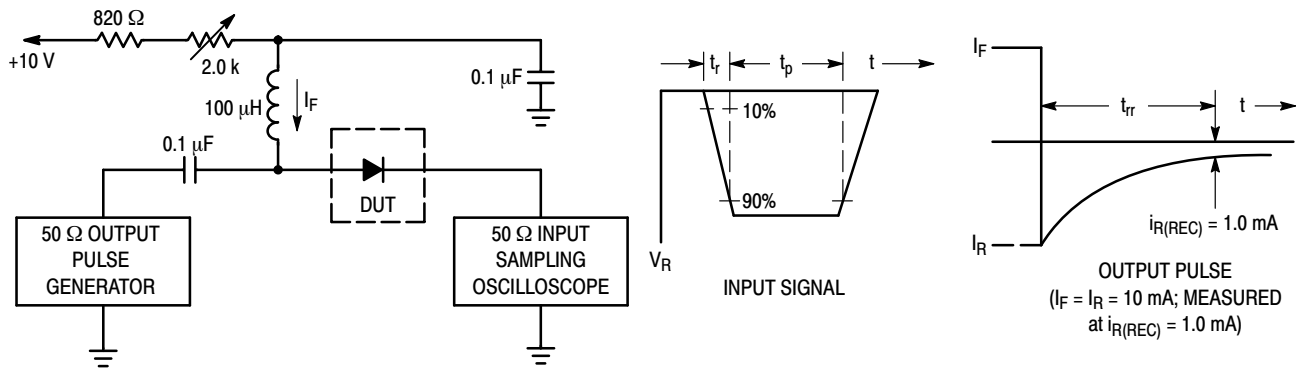 820 Ω
+10 V
2.0 k
100 µH
I_F
0.1 µF
0.1 µF
DUT
50 Ω OUTPUT
PULSE
GENERATOR
50 Ω INPUT
SAMPLING
OSCILLOSCOPE
t_r
t_p
t
10%
90%
V_R
INPUT SIGNAL
I_F
t_rr
t
I_R
i_R(REC) = 1.0 mA
OUTPUT PULSE
(I_F = I_R = 10 mA; MEASURED
at i_R(REC) = 1.0 mA)